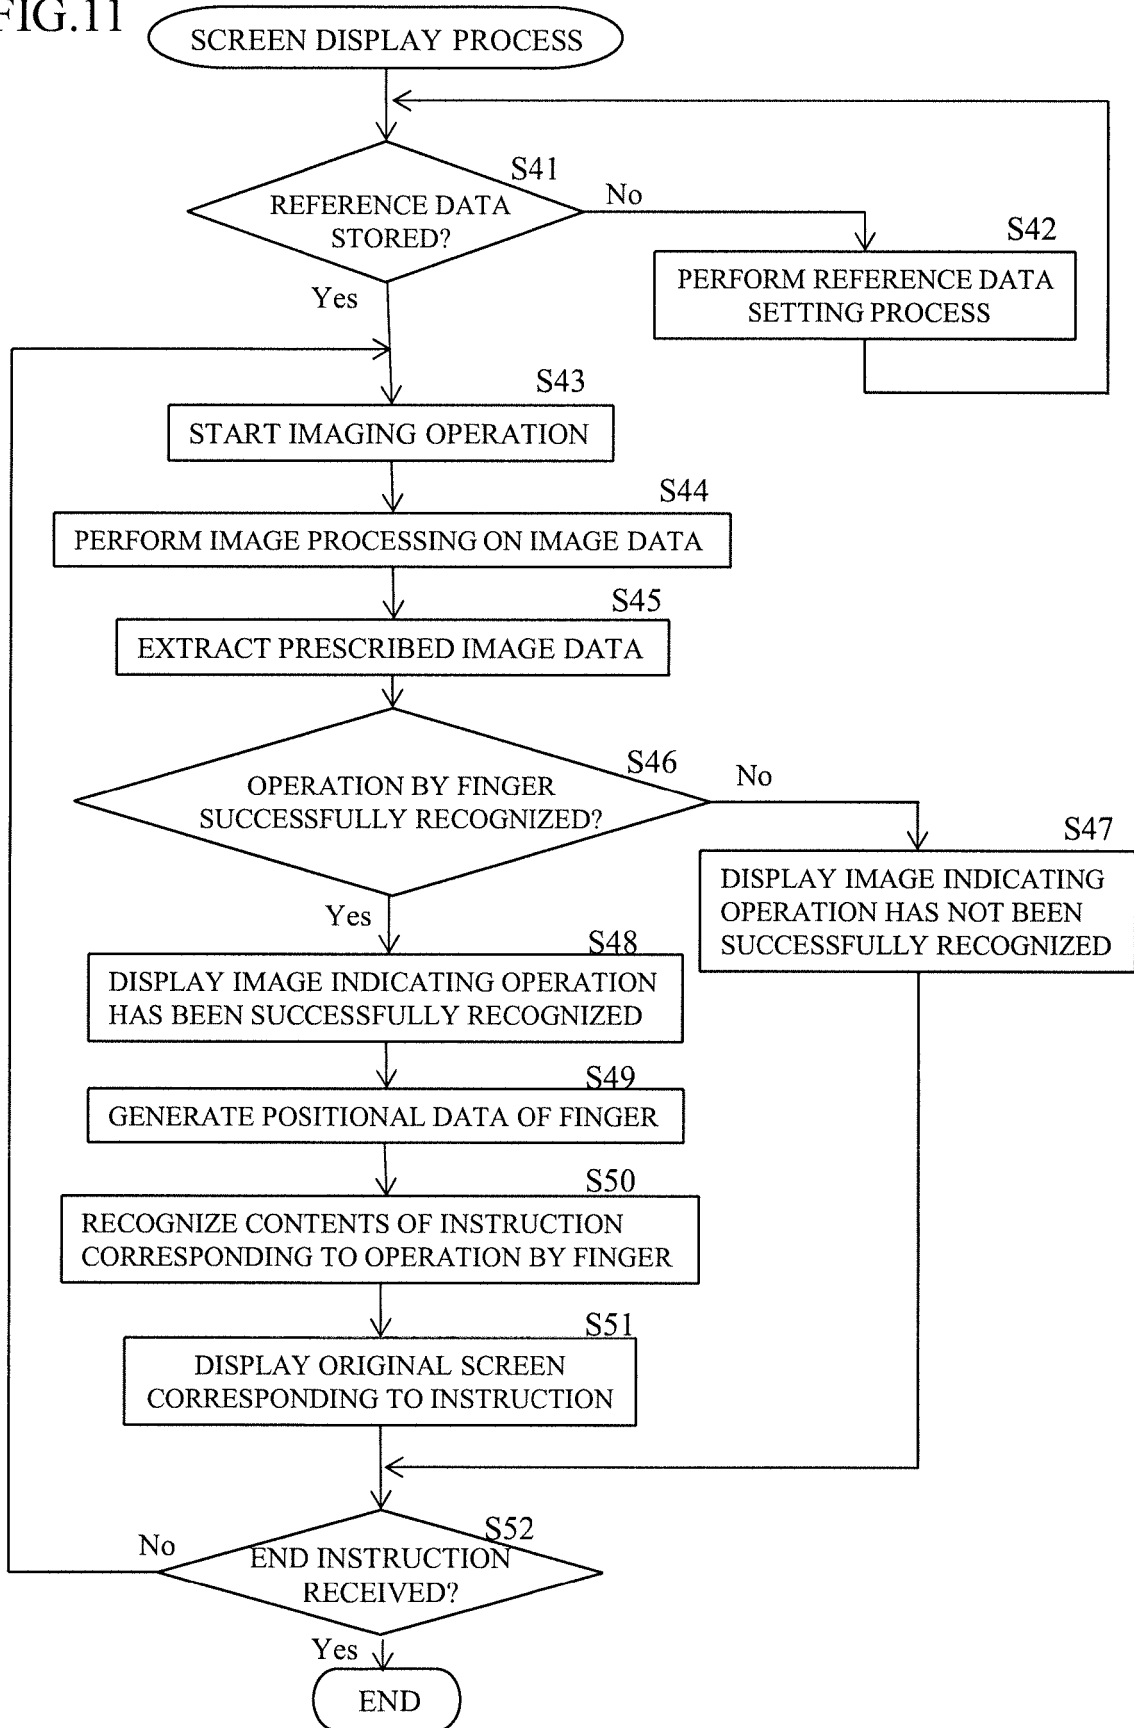 FIG.11
SCREEN DISPLAY PROCESS
S41
REFERENCE DATA
STORED?
No
Yes
S42
PERFORM REFERENCE DATA
SETTING PROCESS
S43
START IMAGING OPERATION
S44
PERFORM IMAGE PROCESSING ON IMAGE DATA
S45
EXTRACT PRESCRIBED IMAGE DATA
S46
OPERATION BY FINGER
SUCCESSFULLY RECOGNIZED?
No
Yes
S47
DISPLAY IMAGE INDICATING
OPERATION HAS NOT BEEN
SUCCESSFULLY RECOGNIZED
S48
DISPLAY IMAGE INDICATING OPERATION
HAS BEEN SUCCESSFULLY RECOGNIZED
S49
GENERATE POSITIONAL DATA OF FINGER
S50
RECOGNIZE CONTENTS OF INSTRUCTION
CORRESPONDING TO OPERATION BY FINGER
S51
DISPLAY ORIGINAL SCREEN
CORRESPONDING TO INSTRUCTION
S52
No
END INSTRUCTION
RECEIVED?
Yes
END